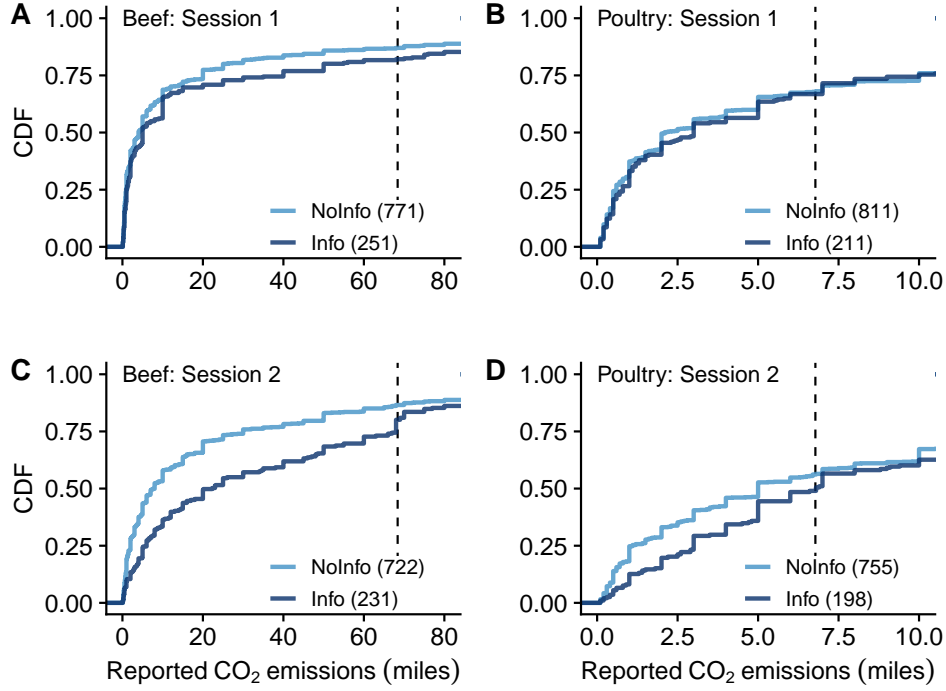 A
Beef: Session 1
CDF
1.00
0.75
0.50
0.25
0.00
NoInfo (771)
Info (251)
0
20
40
60
80
B
Poultry: Session 1
1.00
0.75
0.50
0.25
0.00
NoInfo (811)
Info (211)
0.0
2.5
5.0
7.5
10.0
C
Beef: Session 2
CDF
1.00
0.75
0.50
0.25
0.00
NoInfo (722)
Info (231)
0
20
40
60
80
Reported CO₂ emissions (miles)
D
Poultry: Session 2
1.00
0.75
0.50
0.25
0.00
NoInfo (755)
Info (198)
0.0
2.5
5.0
7.5
10.0
Reported CO₂ emissions (miles)